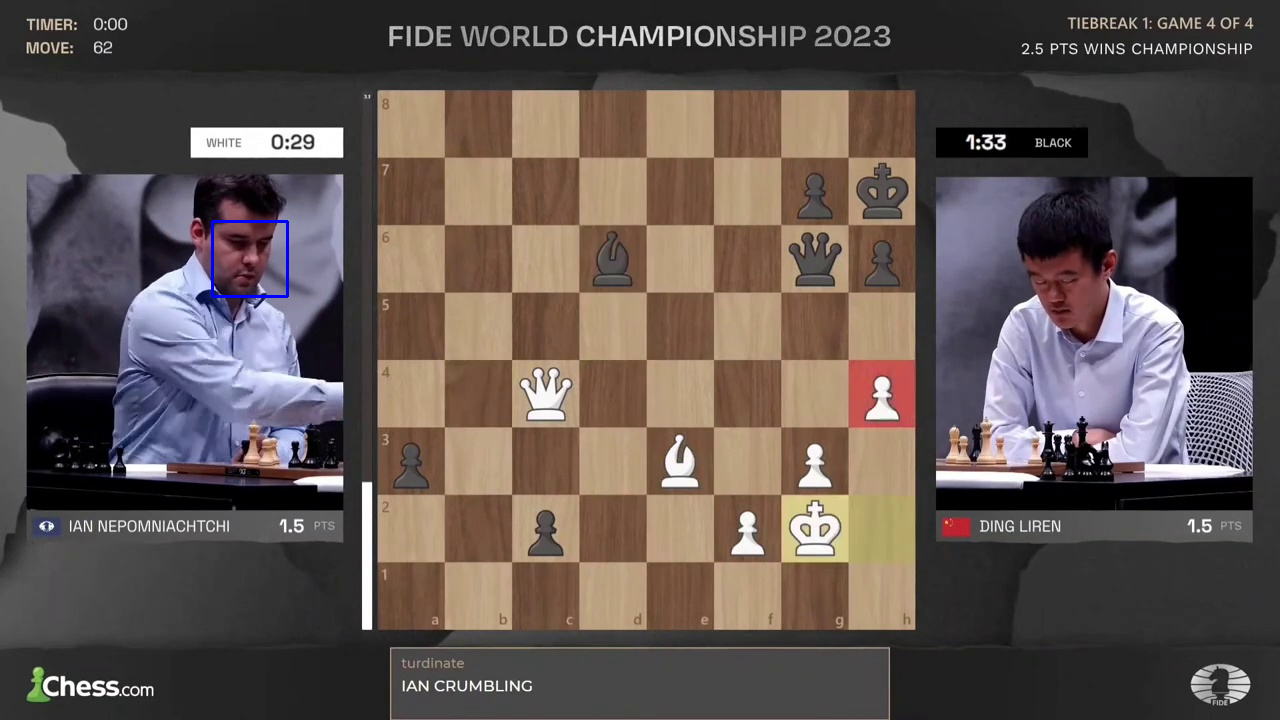 TIMER: 0:00
MOVE: 62
FIDE WORLD CHAMPIONSHIP 2023
TIEBREAK 1: GAME 4 OF 4
2.5 PTS WINS CHAMPIONSHIP
WHITE 0:29
1:33 BLACK
8
7
6
5
4
3
2
1
a b c d e f g h
IAN NEPOMNIACHTCHI 1.5 PTS
DING LIREN 1.5 PTS
turdinate
IAN CRUMBLING
Chess.com
FIDE